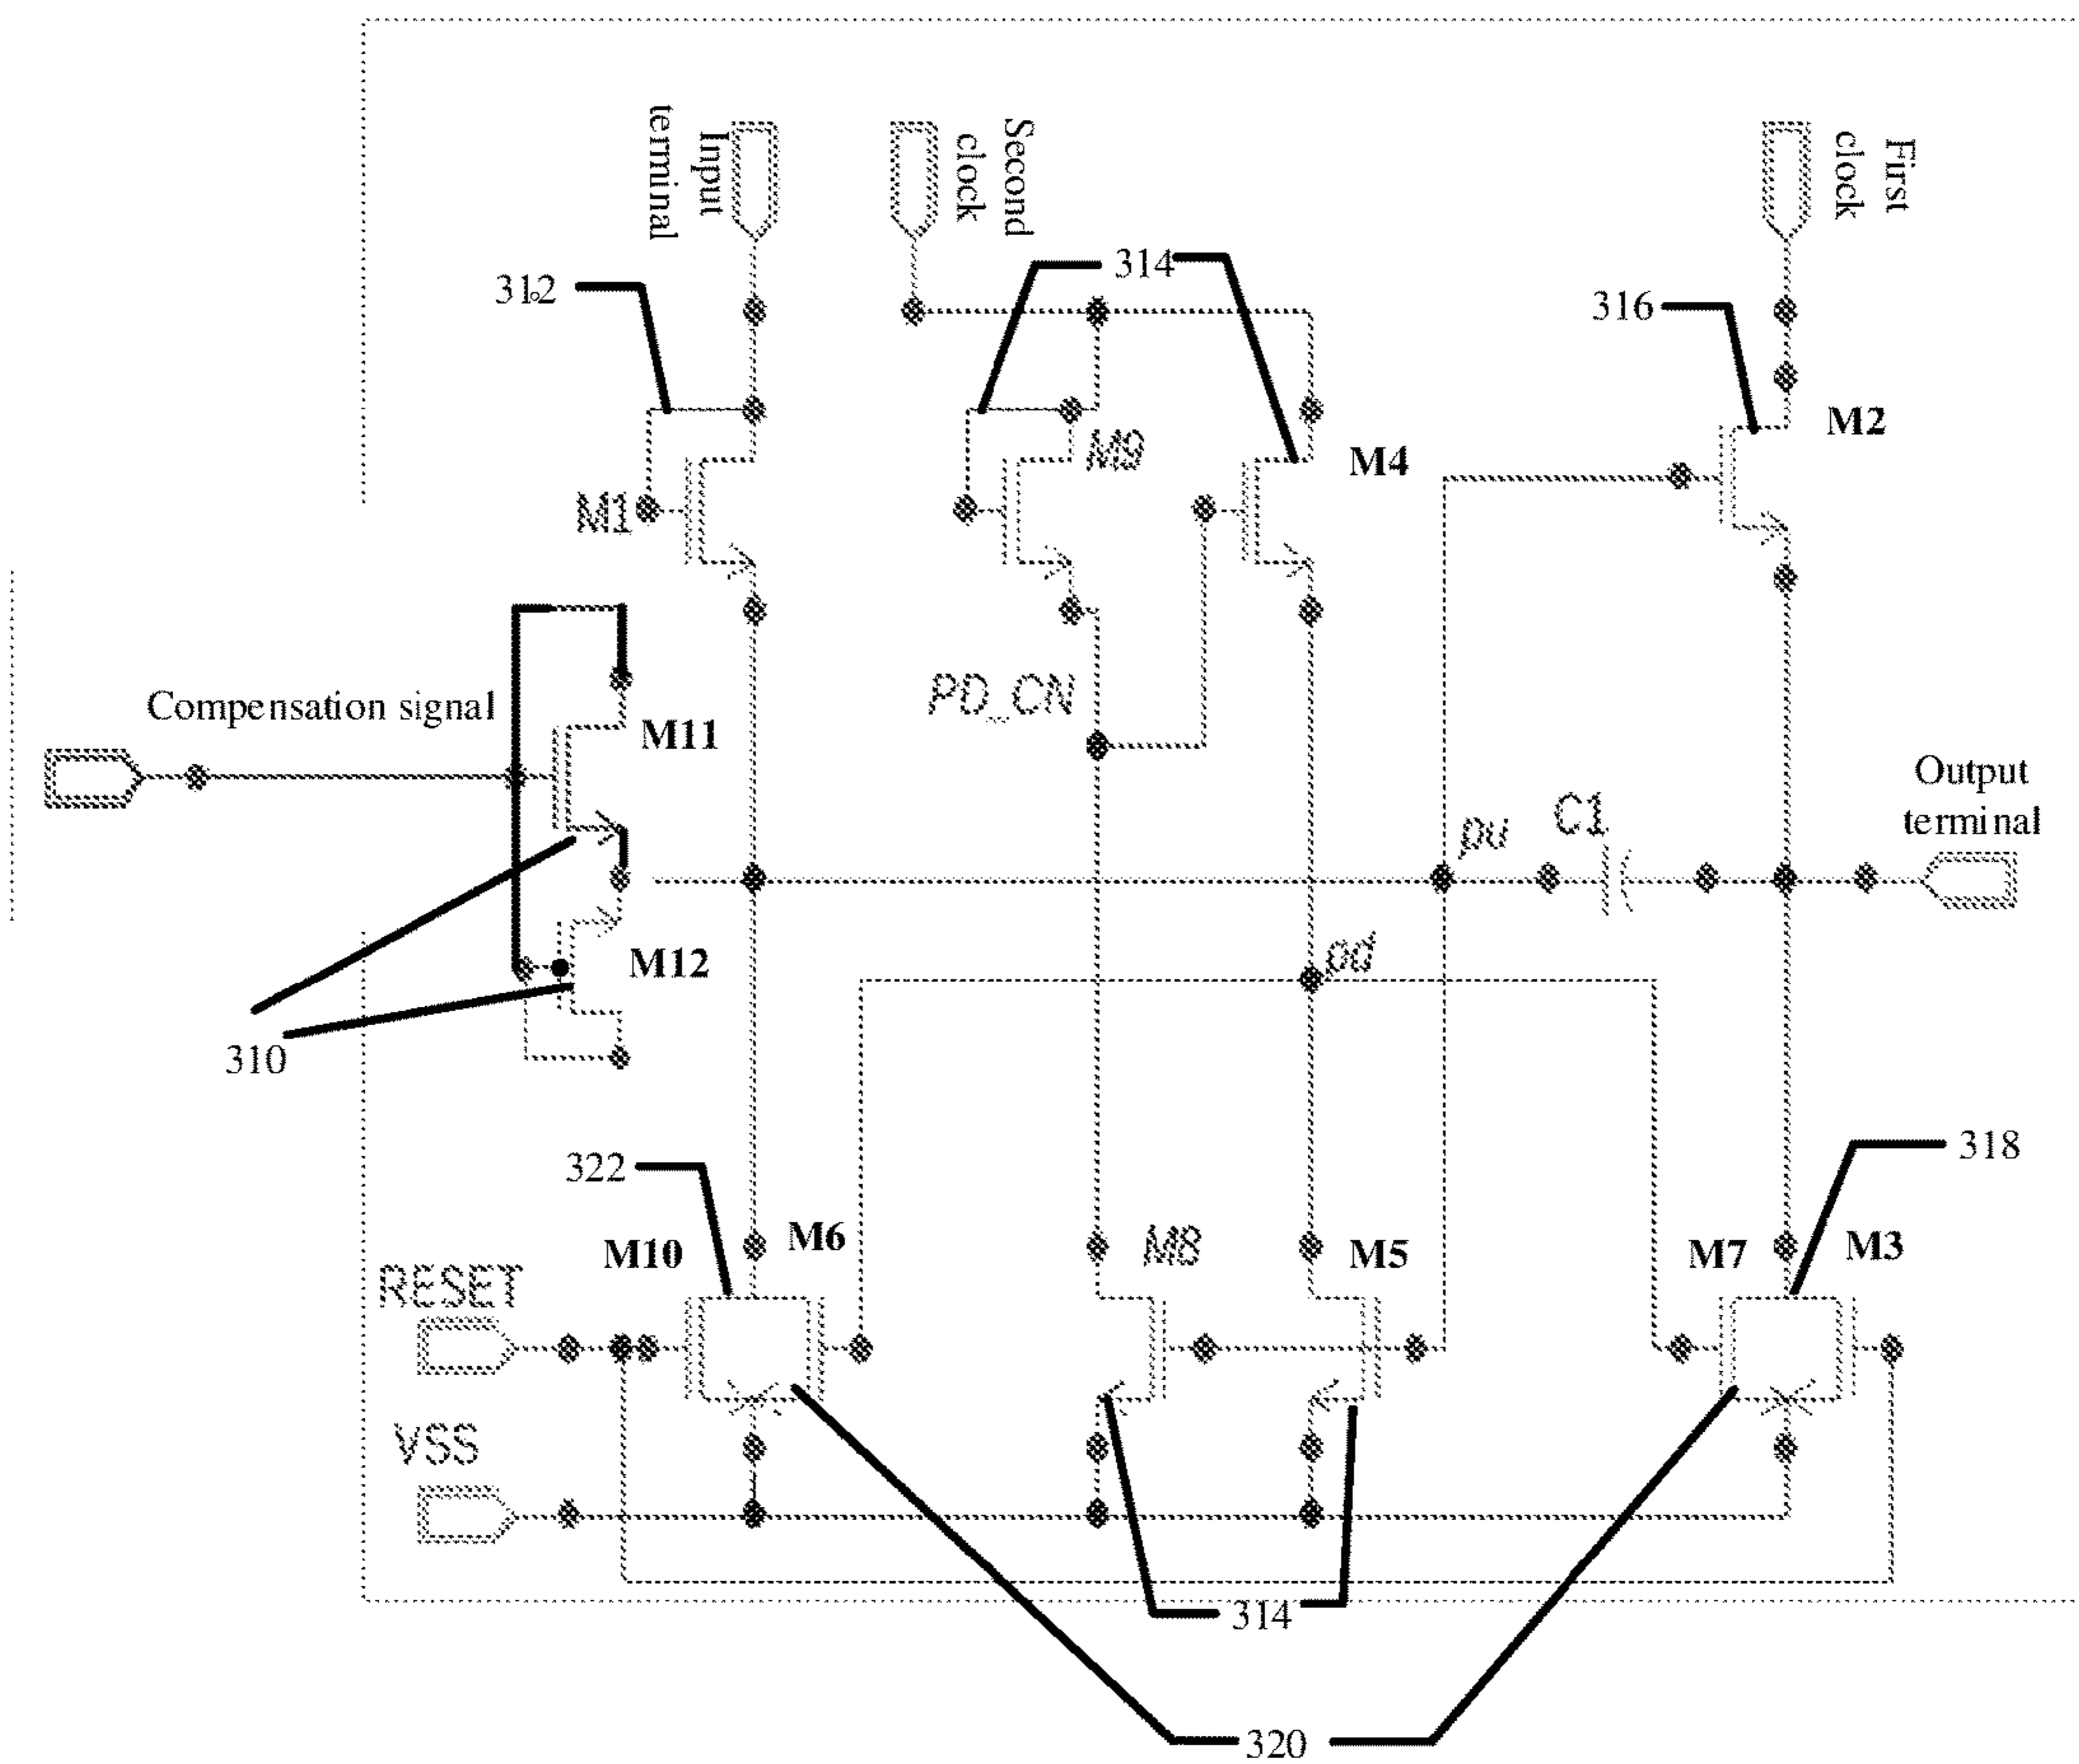 Input
terminal
Second
clock
First
clock
312
314
316
M1
M9
M4
M2
Compensation signal
M11
PD_CN
pu
C1
Output
terminal
M12
pd
310
322
318
M10
M6
M8
M5
M7
M3
RESET
VSS
314
320